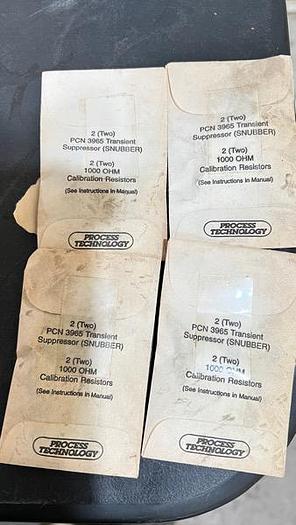 2 (Two)
PCN 3965 Transient
Suppressor (SNUBBER)
2 (Two)
1000 OHM
Calibration Resistors
(See Instructions in Manual)
PROCESS
TECHNOLOGY
2 (Two)
PCN 3965 Transient
Suppressor (SNUBBER)
2 (Two)
1000 OHM
Calibration Resistors
(See Instructions in Manual)
PROCESS
TECHNOLOGY
2 (Two)
PCN 3965 Transient
Suppressor (SNUBBER)
2 (Two)
1000 OHM
Calibration Resistors
(See Instructions in Manual)
PROCESS
TECHNOLOGY
2 (Two)
PCN 3965 Transient
Suppressor (SNUBBER)
2 (Two)
1000 OHM
Calibration Resistors
(See Instructions in Manual)
PROCESS
TECHNOLOGY